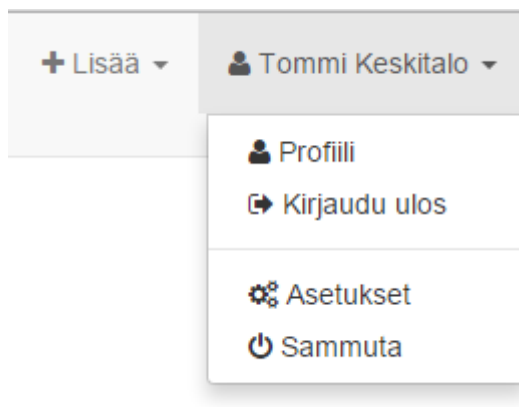 Lisää
Tommi Keskitalo
Profiili
Kirjaudu ulos
Asetukset
Sammuta